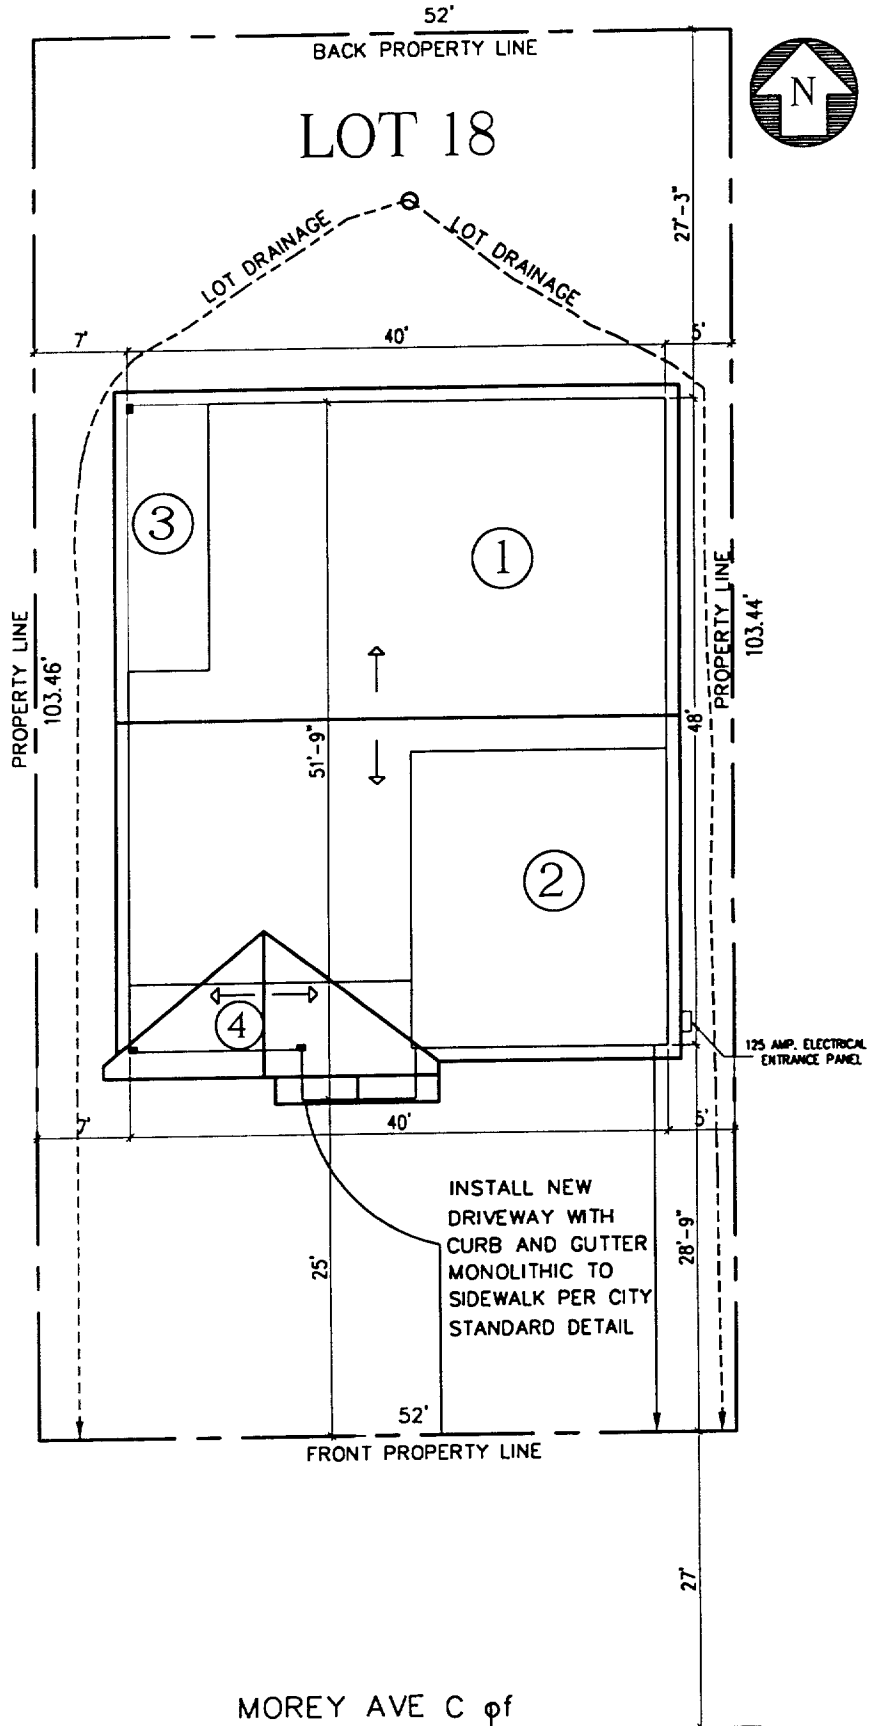 52'
BACK PROPERTY LINE
N
LOT 18
27'-3"
LOT DRAINAGE
LOT DRAINAGE
7'
40'
5'
3
1
PROPERTY LINE
103.46'
PROPERTY LINE
103.44'
51'-9"
48'
2
4
125 AMP. ELECTRICAL
ENTRANCE PANEL
7'
40'
5'
INSTALL NEW
DRIVEWAY WITH
CURB AND GUTTER
MONOLITHIC TO
SIDEWALK PER CITY
STANDARD DETAIL
25'
28'-9"
52'
FRONT PROPERTY LINE
27'
MOREY AVE C of